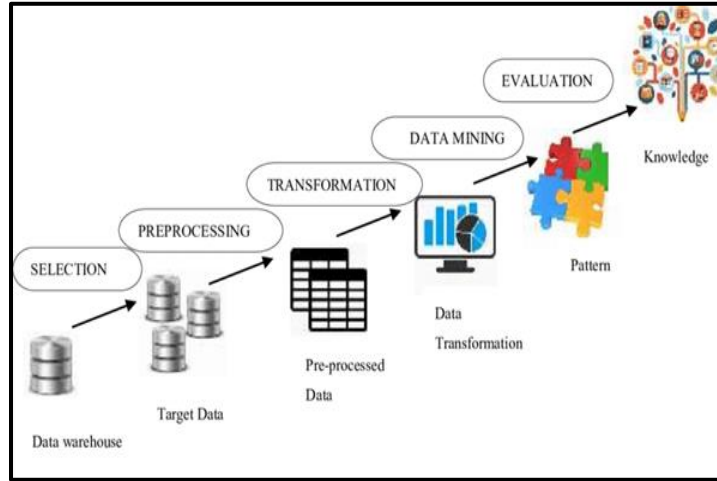 EVALUATION
Knowledge
DATA MINING
Pattern
TRANSFORMATION
Data
Transformation
PREPROCESSING
Pre-processed
Data
SELECTION
Target Data
Data warehouse